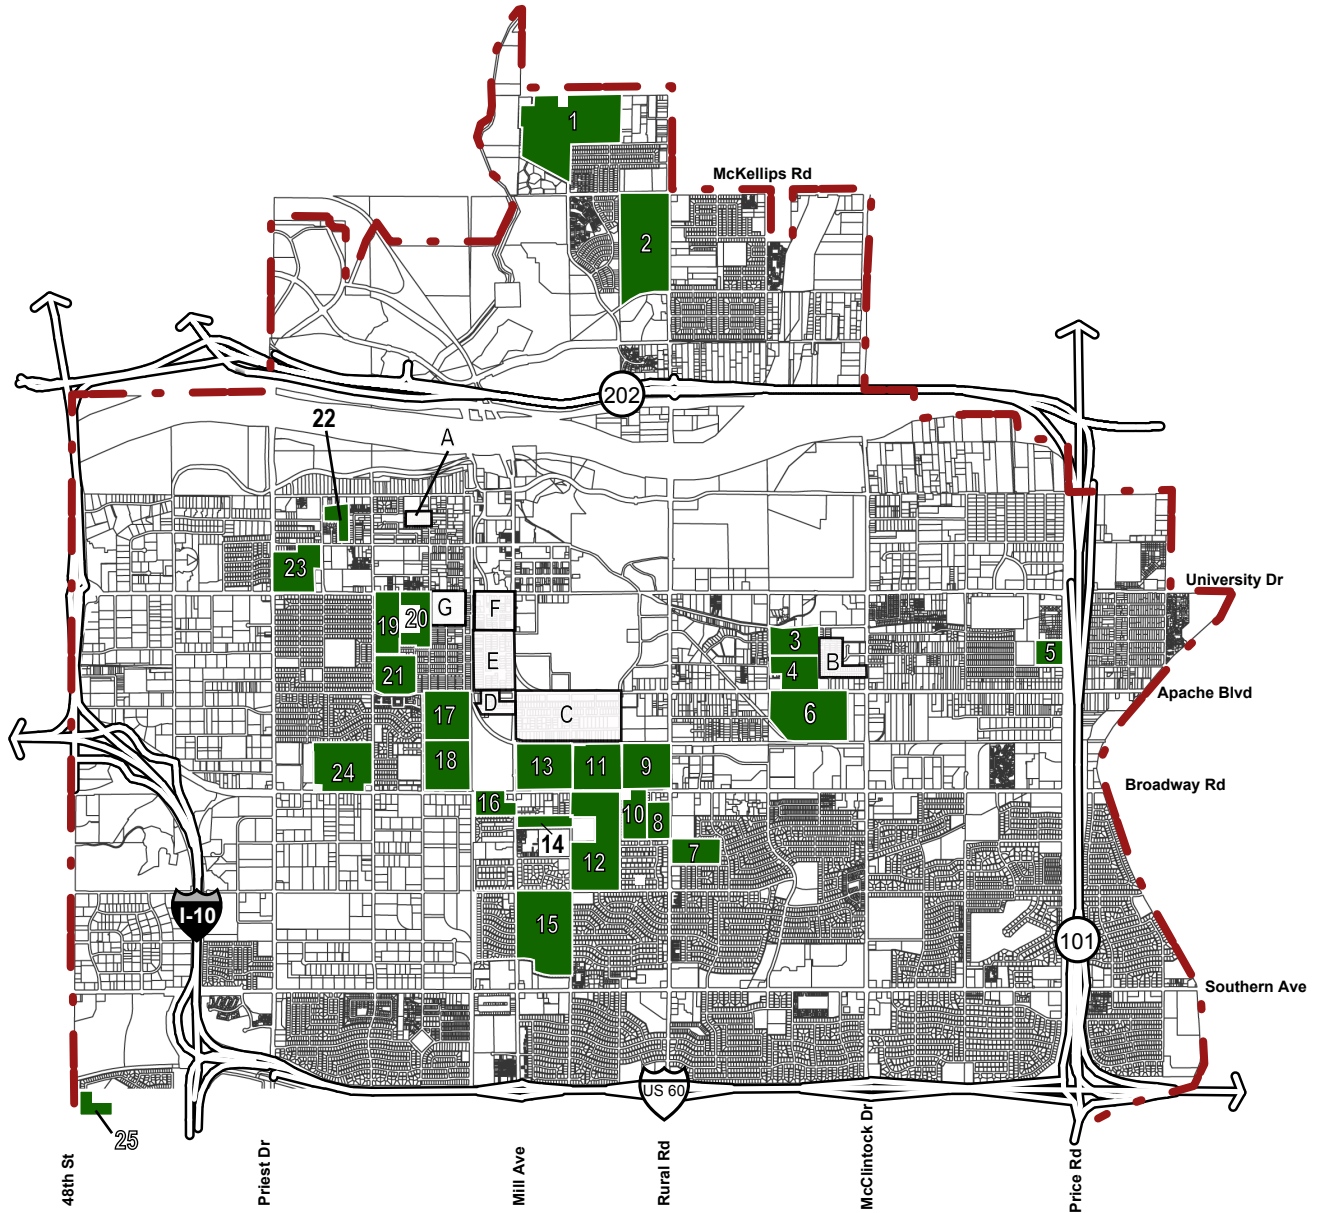 1
McKellips Rd
2
202
22
A
23
University Dr
G
F
20
19
3
B
5
E
4
21
Apache Blvd
D
17
C
6
18
13
11
9
24
Broadway Rd
16
10
8
14
7
12
I-10
15
101
Southern Ave
US 60
25
48th St
Priest Dr
Mill Ave
Rural Rd
McClintock Dr
Price Rd